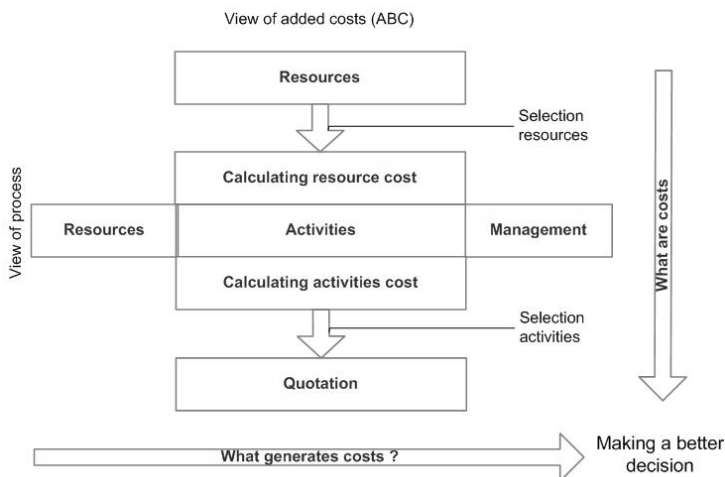 View of added costs (ABC)
Resources
Selection
resources
Calculating resource cost
View of process
Resources
Activities
Management
What are costs
Calculating activities cost
Selection
activities
Quotation
What generates costs ?
Making a better
decision